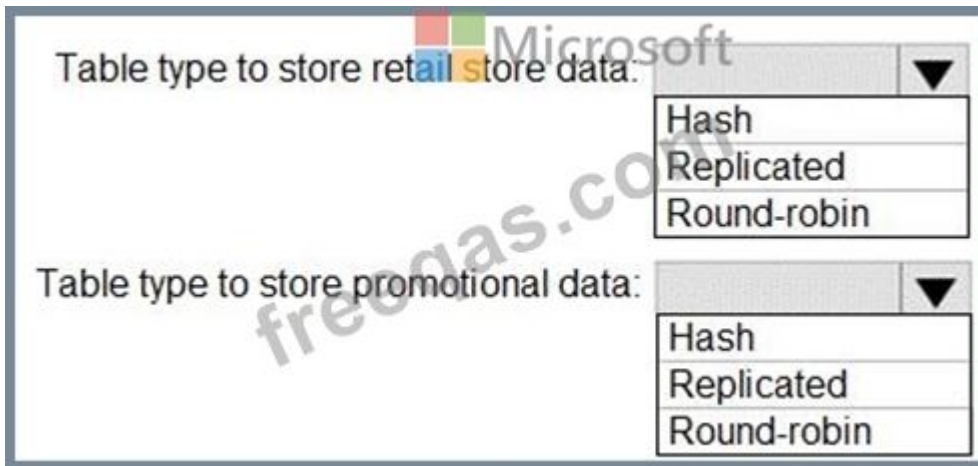 Microsoft
Table type to store retail store data:
Hash
Replicated
Round-robin
freeqas.com
Table type to store promotional data:
Hash
Replicated
Round-robin